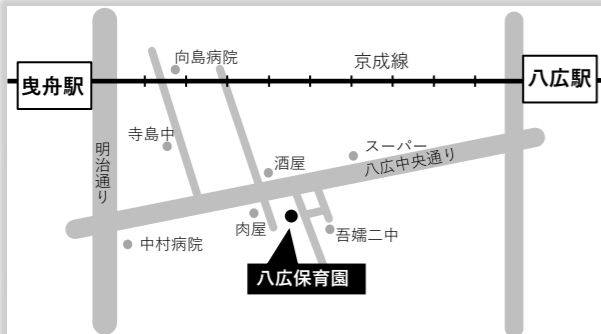 向島病院
京成線
曳舟駅
八広駅
寺島中
明治通り
酒屋
スーパー
八広中央通り
肉屋
中村病院
吾嬬二中
八広保育園